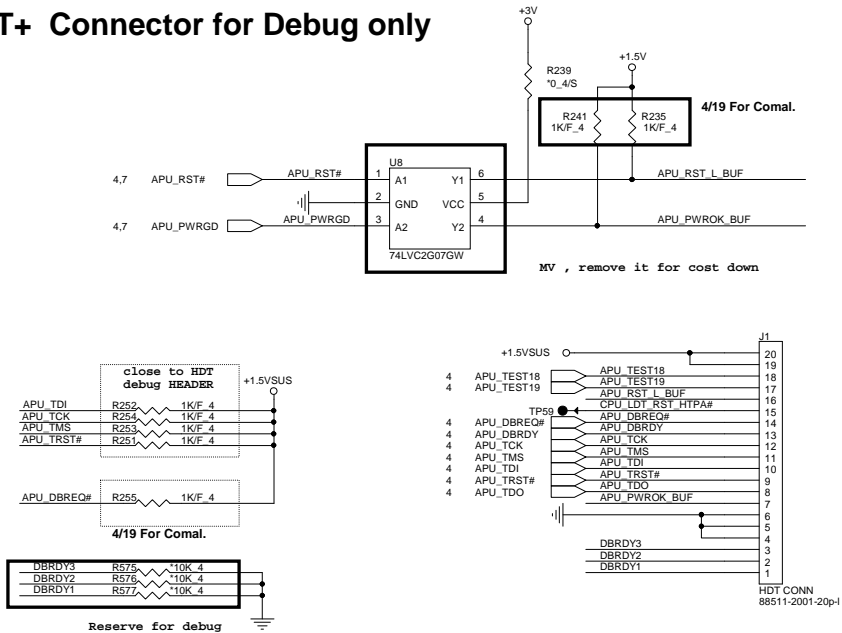 T+ Connector for Debug only
+3V
R239
*0_4/S
+1.5V
R241
1K/F_4
R235
1K/F_4
4/19 For Comal.
4,7 APU_RST#
APU_RST#
4,7 APU_PWRGD
APU_PWRGD
U8
1 A1 Y1 6
2 GND VCC 5
3 A2 Y2 4
74LVC2G07GW
APU_RST_L_BUF
APU_PWROK_BUF
MV , remove it for cost down
close to HDT
debug HEADER
+1.5VSUS
APU_TDI R252 1K/F_4
APU_TCK R254 1K/F_4
APU_TMS R253 1K/F_4
APU_TRST# R251 1K/F_4
APU_DBREQ# R255 1K/F_4
4/19 For Comal.
DBRDY3 R575 *10K_4
DBRDY2 R576 *10K_4
DBRDY1 R577 *10K_4
Reserve for debug
J1
+1.5VSUS 20
19
4 APU_TEST18 APU_TEST18 18
4 APU_TEST19 APU_TEST19 17
APU_RST_L_BUF 16
TP59 CPU_LDT_RST_HTPA# 15
4 APU_DBREQ# APU_DBREQ# 14
4 APU_DBRDY APU_DBRDY 13
4 APU_TCK APU_TCK 12
4 APU_TMS APU_TMS 11
4 APU_TDI APU_TDI 10
4 APU_TRST# APU_TRST# 9
4 APU_TDO APU_TDO 8
APU_PWROK_BUF 7
6
5
4
DBRDY3 3
DBRDY2 2
DBRDY1 1
HDT CONN
88511-2001-20p-l